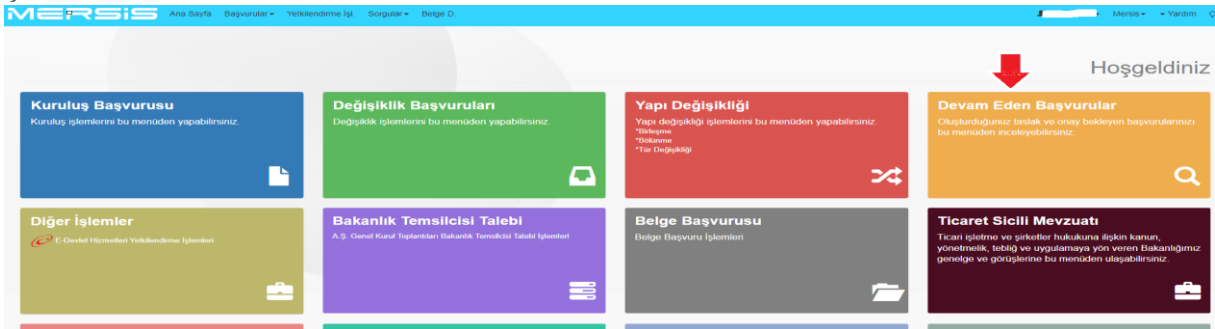 MERSiS Ana Sayfa Başvurular Yetkilendirme İşl. Sorgular Belge D. Mersis Yardım
Hoşgeldiniz
Kuruluş Başvurusu
Kuruluş işlemlerini bu menüden yapabilirsiniz.
Değişiklik Başvuruları
Değişiklik işlemlerini bu menüden yapabilirsiniz.
Yapı Değişikliği
Yapı değişikliği işlemlerini bu menüden yapabilirsiniz.
*Birleşme
*Bölünme
*Tür Değişikliği
Devam Eden Başvurular
Oluşturduğunuz taslak ve onay bekleyen başvurularınızı
bu menüden inceleyebilirsiniz.
Diğer İşlemler
E-Devlet Hizmetleri Yetkilendirme İşlemleri
Bakanlık Temsilcisi Talebi
A.Ş. Genel Kurul Toplantıları Bakanlık Temsilcisi Talebi İşlemleri
Belge Başvurusu
Belge Başvuru İşlemleri
Ticaret Sicili Mevzuatı
Ticari işletme ve şirketler hukukuna ilişkin kanun,
yönetmelik, tebliğ ve uygulamaya yön veren Bakanlığımız
genelge ve görüşlerine bu menüden ulaşabilirsiniz.